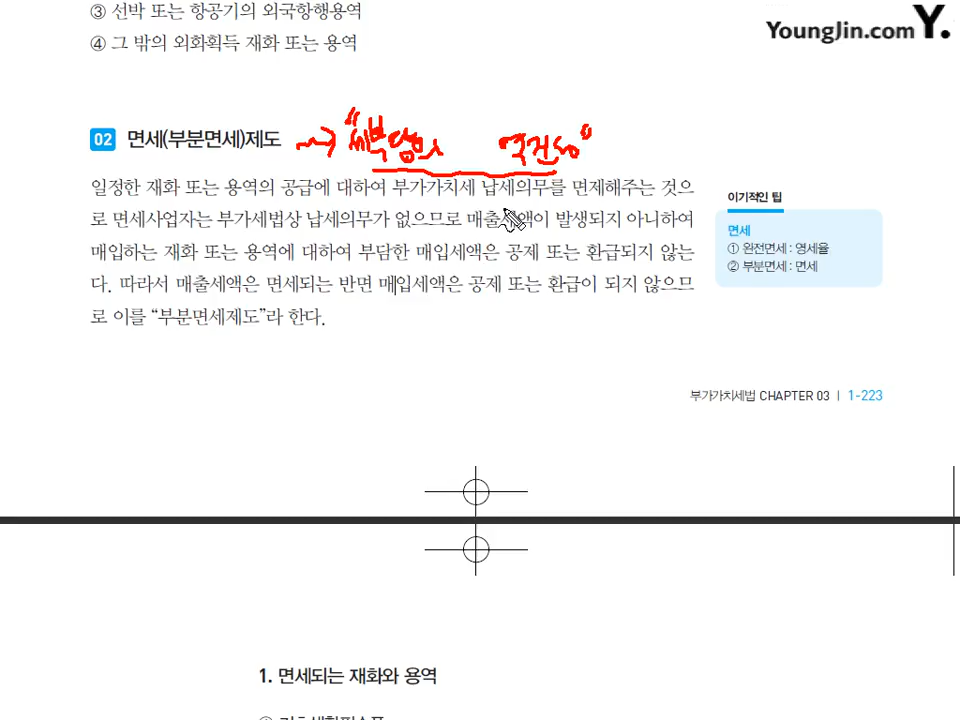 ③ 선박 또는 항공기의 외국항행용역
④ 그 밖의 외화획득 재화 또는 용역
YoungJin.com Y.
02 면세(부분면세)제도
"세부담의 역진성"
일정한 재화 또는 용역의 공급에 대하여 부가가치세 납세의무를 면제해주는 것으
로 면세사업자는 부가세법상 납세의무가 없으므로 매출세액이 발생되지 아니하여
매입하는 재화 또는 용역에 대하여 부담한 매입세액은 공제 또는 환급되지 않는
다. 따라서 매출세액은 면세되는 반면 매입세액은 공제 또는 환급이 되지 않으므
로 이를 “부분면세제도”라 한다.
이기적인 팁
면세
① 완전면세 : 영세율
② 부분면세 : 면세
부가가치세법 CHAPTER 03 | 1-223
1. 면세되는 재화와 용역